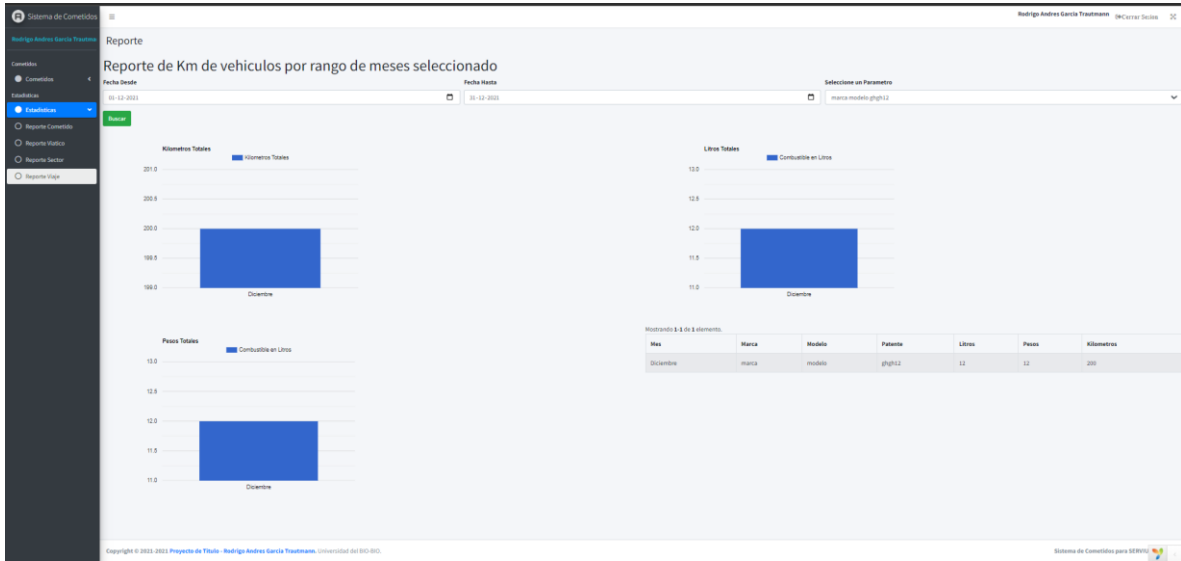 R Sistema de Cometidos
Rodrigo Andres Garcia Trautmann Cerrar Sesion
Rodrigo Andres Garcia Trautma
Cometidos
Cometidos
Estadisticas
Estadisticas
Reporte Cometido
Reporte Viatico
Reporte Sector
Reporte Viaje
Reporte
Reporte de Km de vehiculos por rango de meses seleccionado
Fecha Desde Fecha Hasta Seleccione un Parametro
01-12-2021 31-12-2021 marca modelo ghgh12
Buscar
Kilometros Totales
Kilometros Totales
201.0
200.5
200.0
199.5
199.0
Diciembre
Litros Totales
Combustible en Litros
13.0
12.5
12.0
11.5
11.0
Diciembre
Pesos Totales
Combustible en Litros
13.0
12.5
12.0
11.5
11.0
Diciembre
Mostrando 1-1 de 1 elemento.
Mes Marca Modelo Patente Litros Pesos Kilometros
Diciembre marca modelo ghgh12 12 12 200
Copyright © 2021-2021 Proyecto de Titulo - Rodrigo Andres Garcia Trautmann. Universidad del BIO-BIO.
Sistema de Cometidos para SERVIU